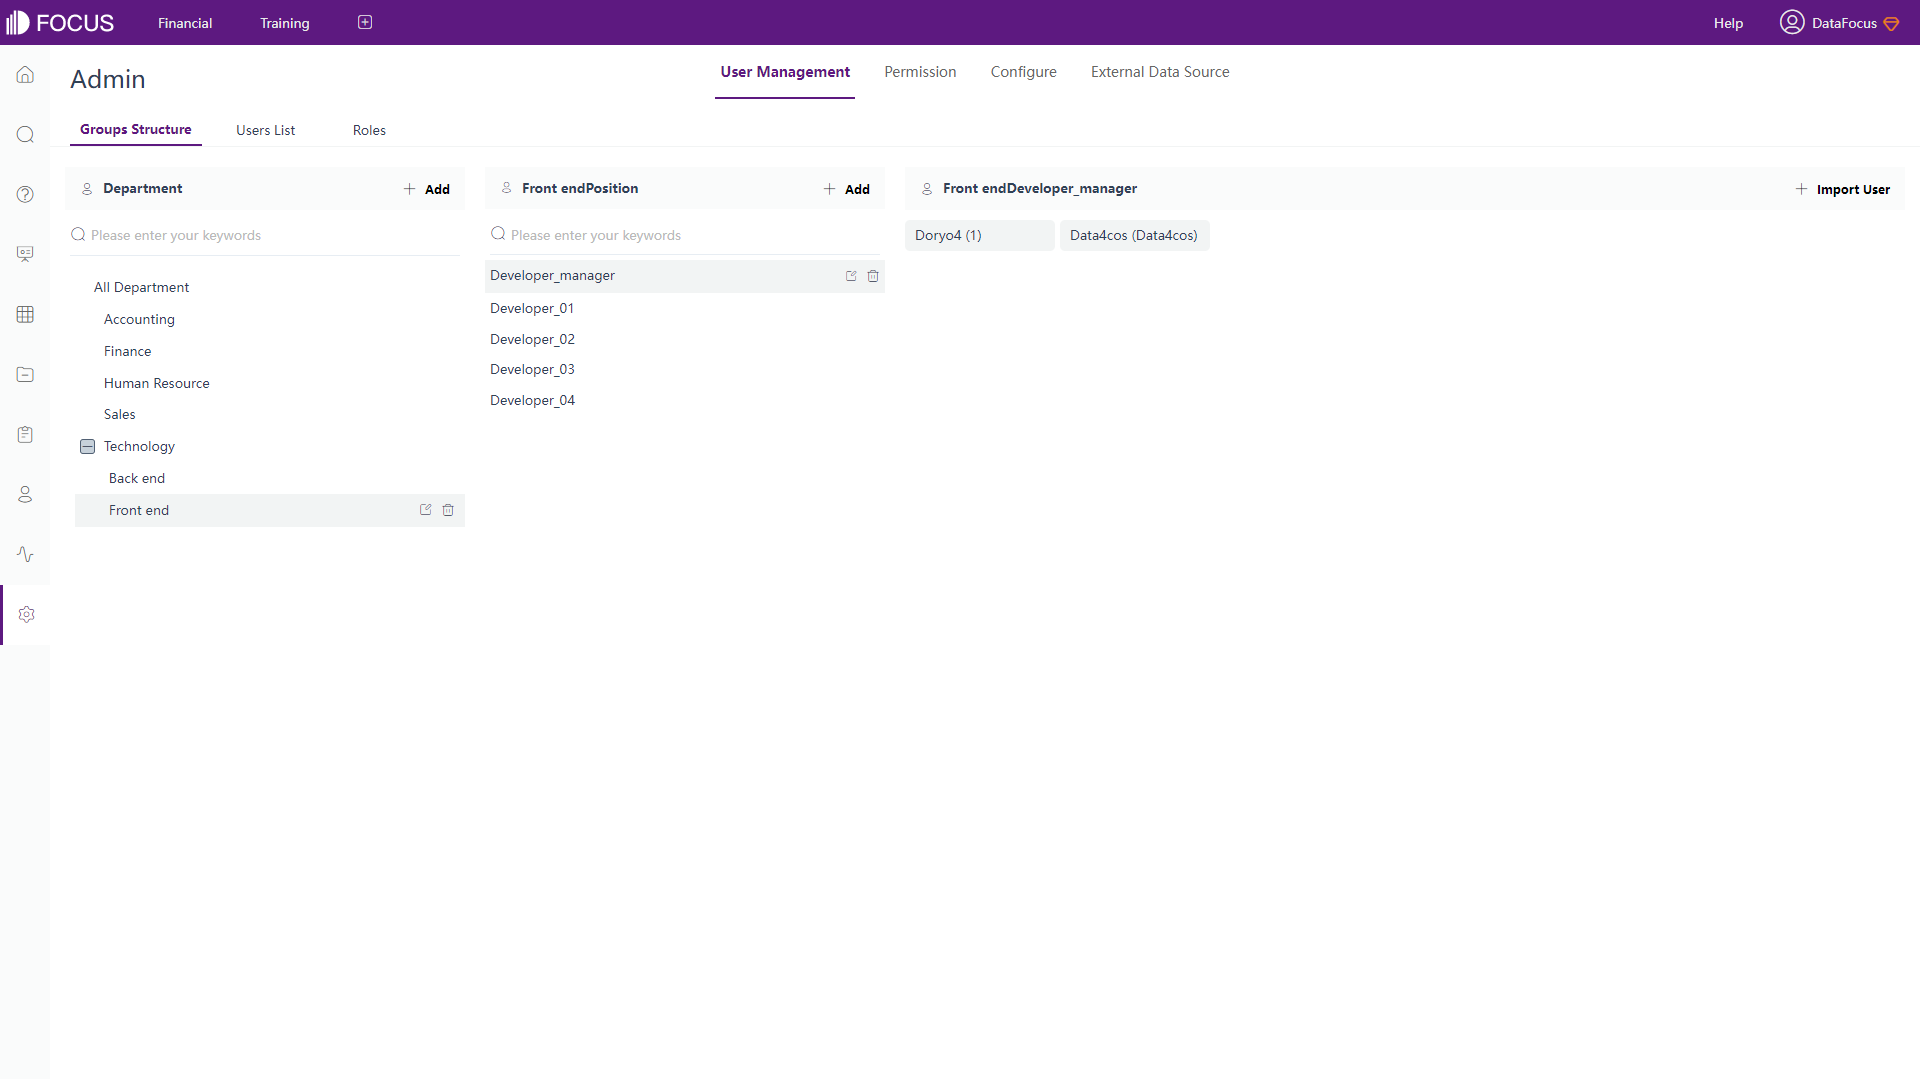 FOCUS Financial Training Help DataFocus
Admin User Management Permission Configure External Data Source
Groups Structure Users List Roles
Department Add Front endPosition Add Front endDeveloper_manager Import User
Please enter your keywords Please enter your keywords Doryo4 (1) Data4cos (Data4cos)
Developer_manager
All Department
Developer_01
Accounting
Developer_02
Finance
Developer_03
Human Resource
Developer_04
Sales
Technology
Back end
Front end